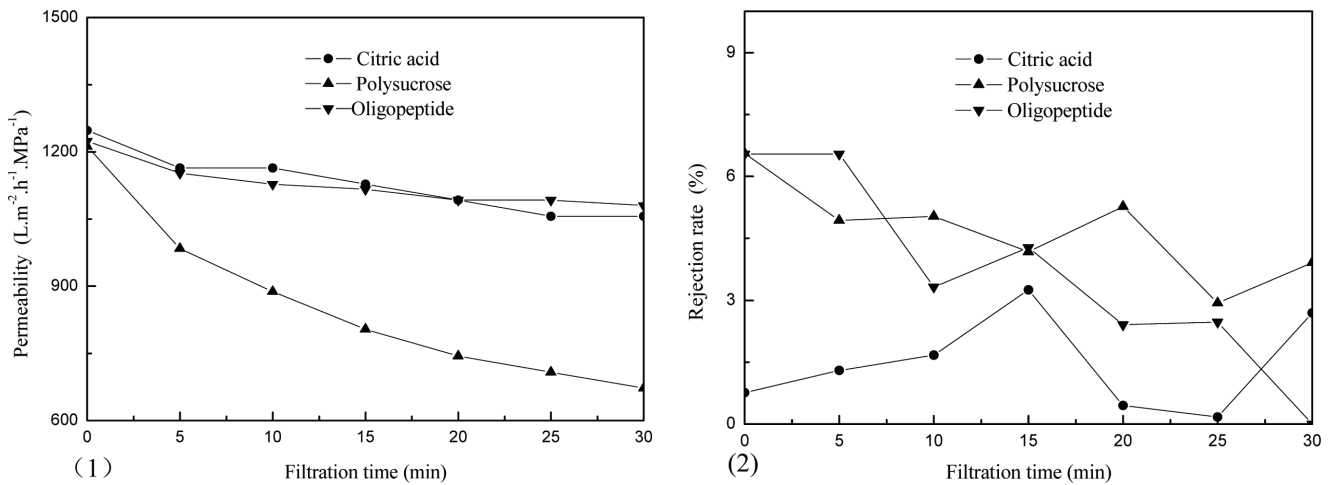 1500
1200
900
600
Permeability (L.m⁻².h⁻¹.MPa⁻¹)
Citric acid
Polysucrose
Oligopeptide
0 5 10 15 20 25 30
Filtration time (min)
(1)
9
6
3
0
Rejection rate (%)
Citric acid
Polysucrose
Oligopeptide
0 5 10 15 20 25 30
Filtration time (min)
(2)